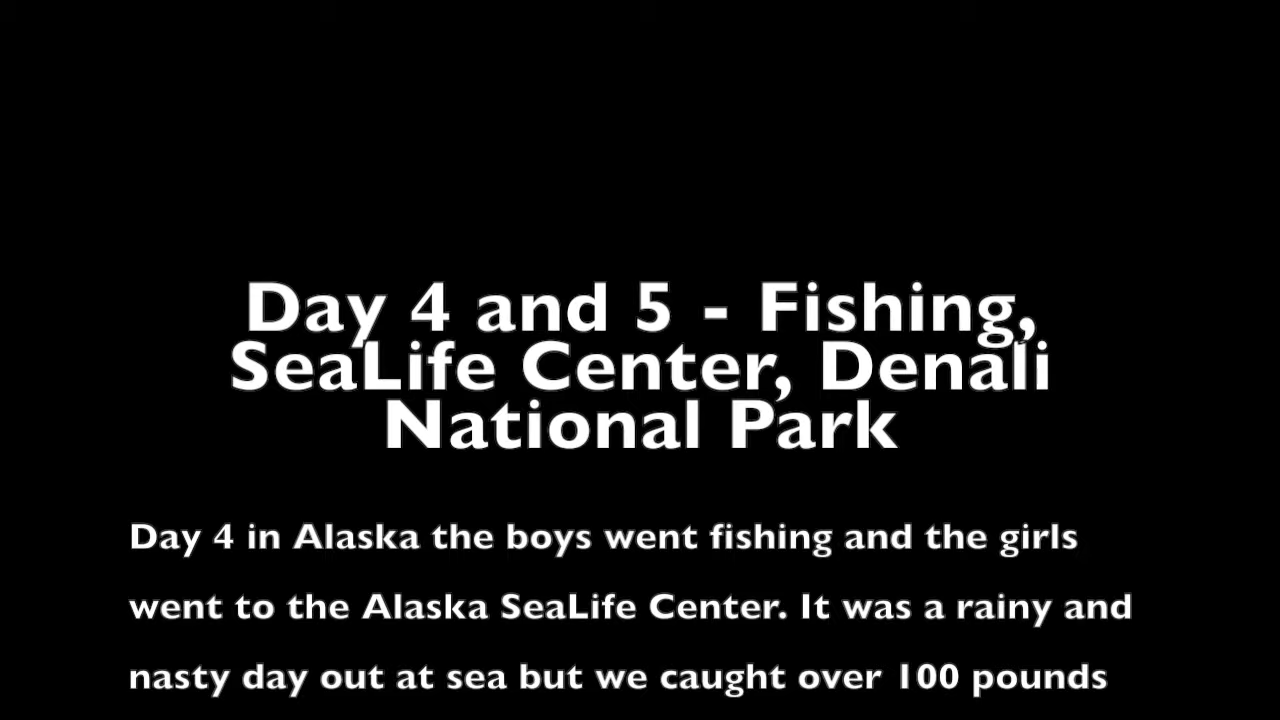 Day 4 and 5 - Fishing,
SeaLife Center, Denali
National Park
Day 4 in Alaska the boys went fishing and the girls
went to the Alaska SeaLife Center. It was a rainy and
nasty day out at sea but we caught over 100 pounds